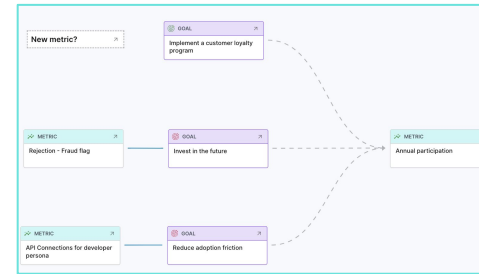 GOAL
New metric?
Implement a customer loyalty
program
METRIC
GOAL
METRIC
Rejection - Fraud flag
Invest in the future
Annual participation
METRIC
GOAL
API Connections for developer
persona
Reduce adoption friction